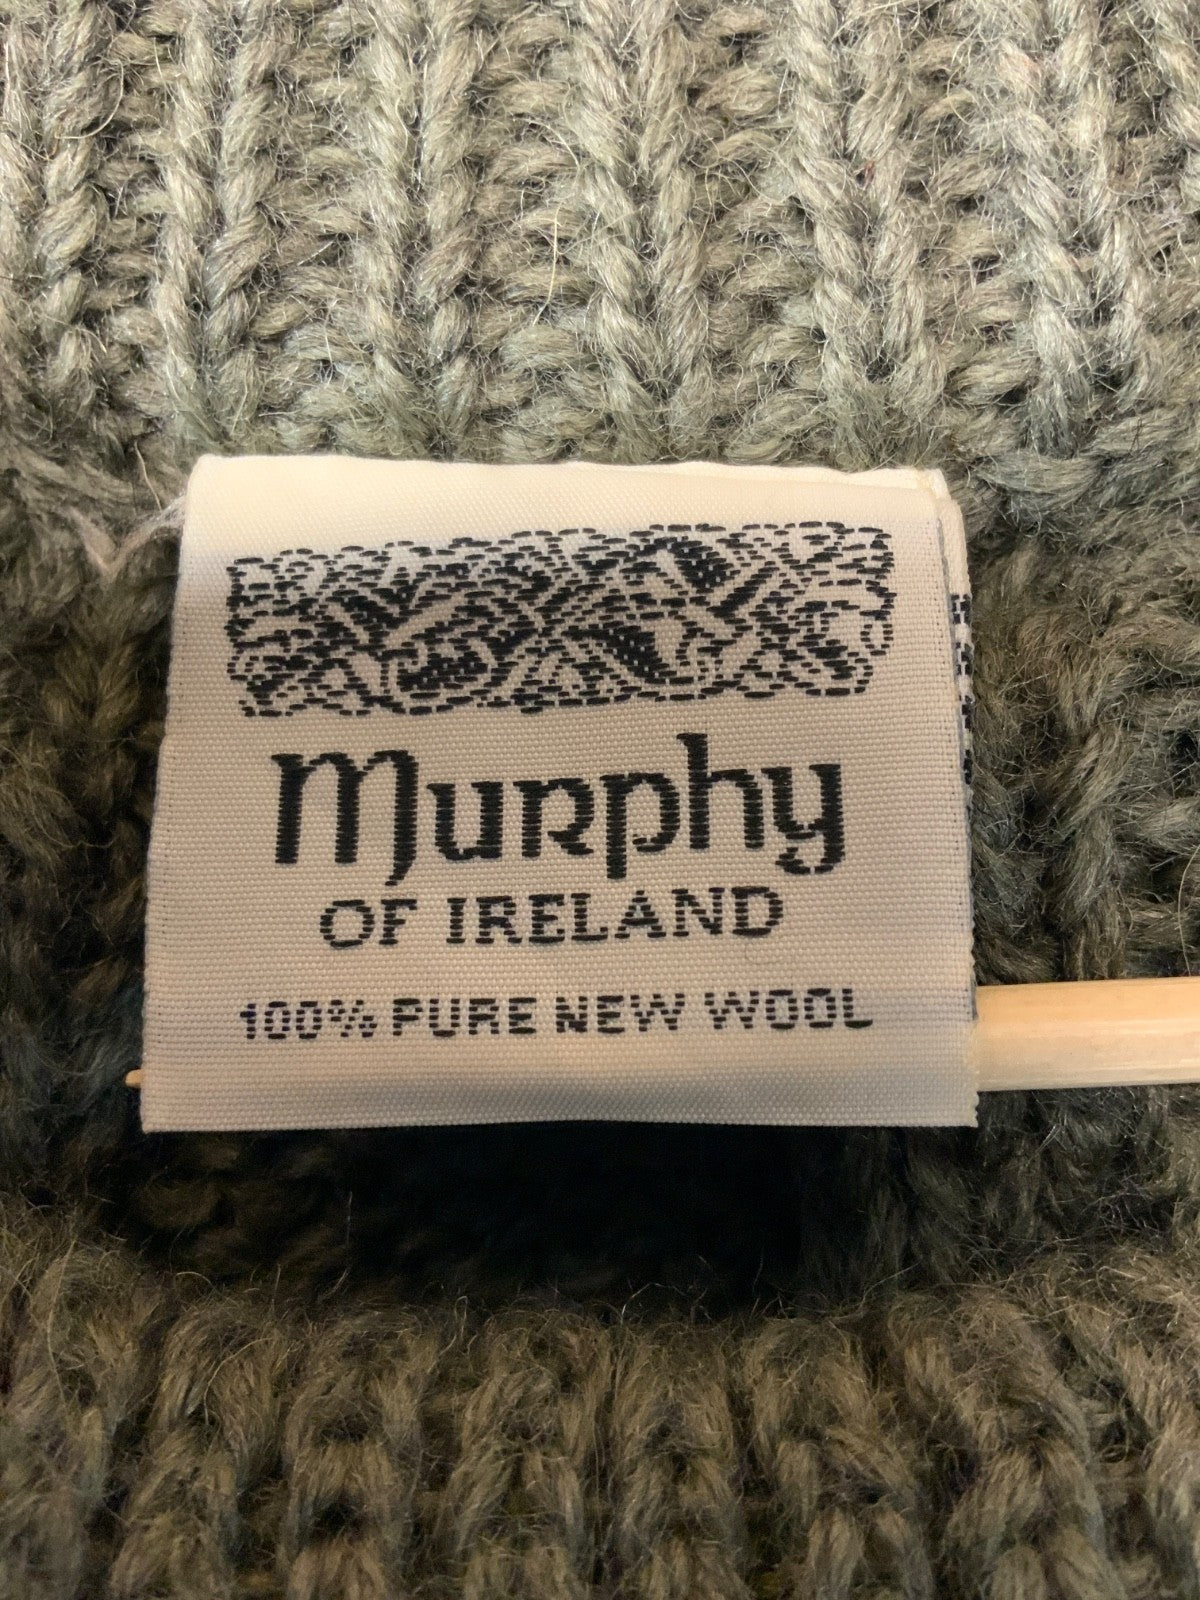 Murphy
OF IRELAND
100% PURE NEW WOOL